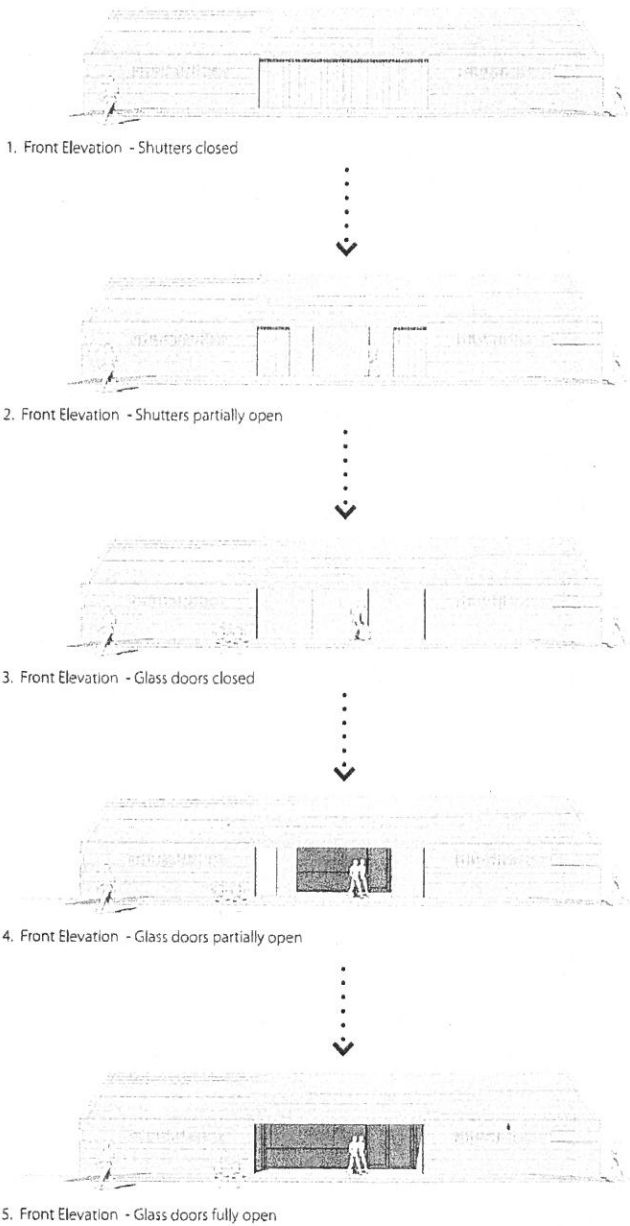 1. Front Elevation - Shutters closed
2. Front Elevation - Shutters partially open
3. Front Elevation - Glass doors closed
4. Front Elevation - Glass doors partially open
5. Front Elevation - Glass doors fully open